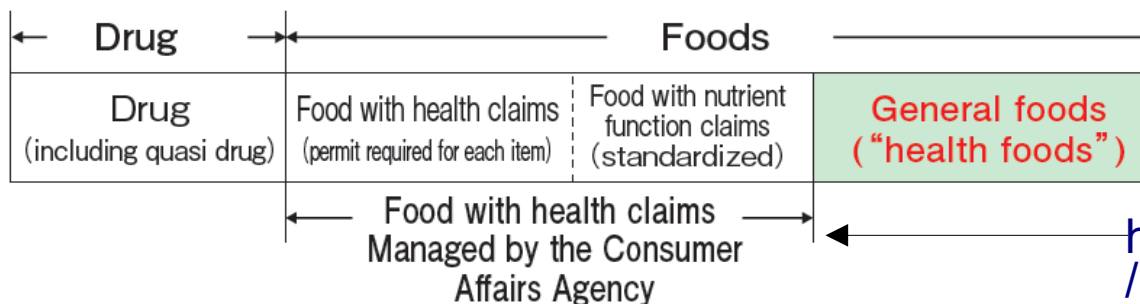 Drug
Foods
Drug
(including quasi drug)
Food with health claims
(permit required for each item)
Food with nutrient
function claims
(standardized)
General foods
(“health foods”)
Food with health claims
Managed by the Consumer
Affairs Agency